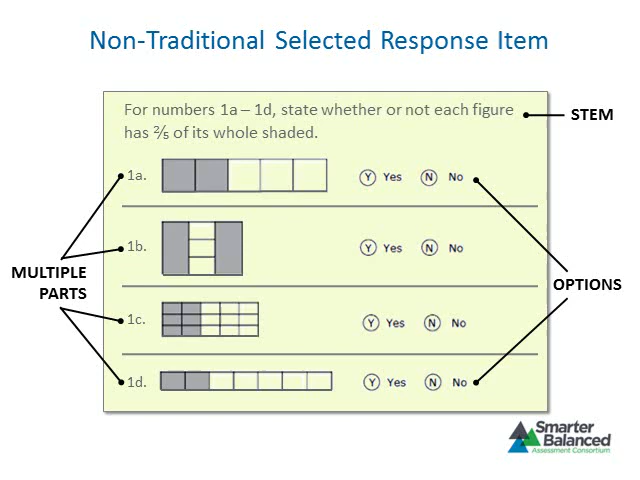 Non-Traditional Selected Response Item
For numbers 1a – 1d, state whether or not each figure
has ⅖ of its whole shaded.
STEM
1a.
Y Yes N No
1b.
Y Yes N No
MULTIPLE
PARTS
OPTIONS
1c.
Y Yes N No
1d.
Y Yes N No
Smarter
Balanced
Assessment Consortium